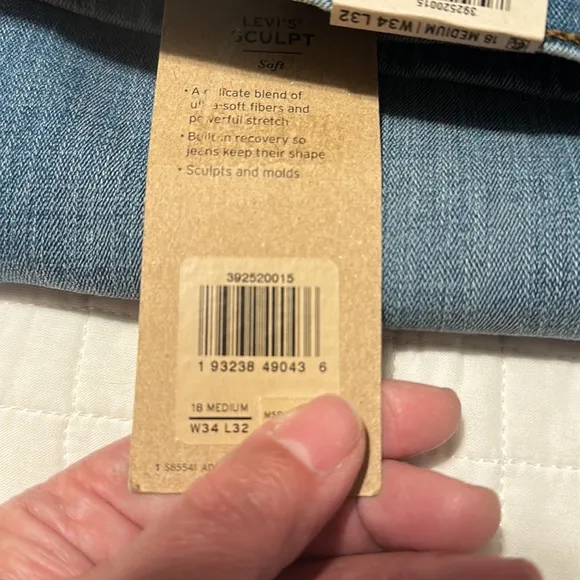 392520015
18 MEDIUM | W34 L32
LEVI'S®
SCULPT
Soft
• A delicate blend of
ultra-soft fibers and
powerful stretch
• Built-in recovery so
jeans keep their shape
• Sculpts and molds
392520015
1 93238 49043 6
18 MEDIUM
W34 L32